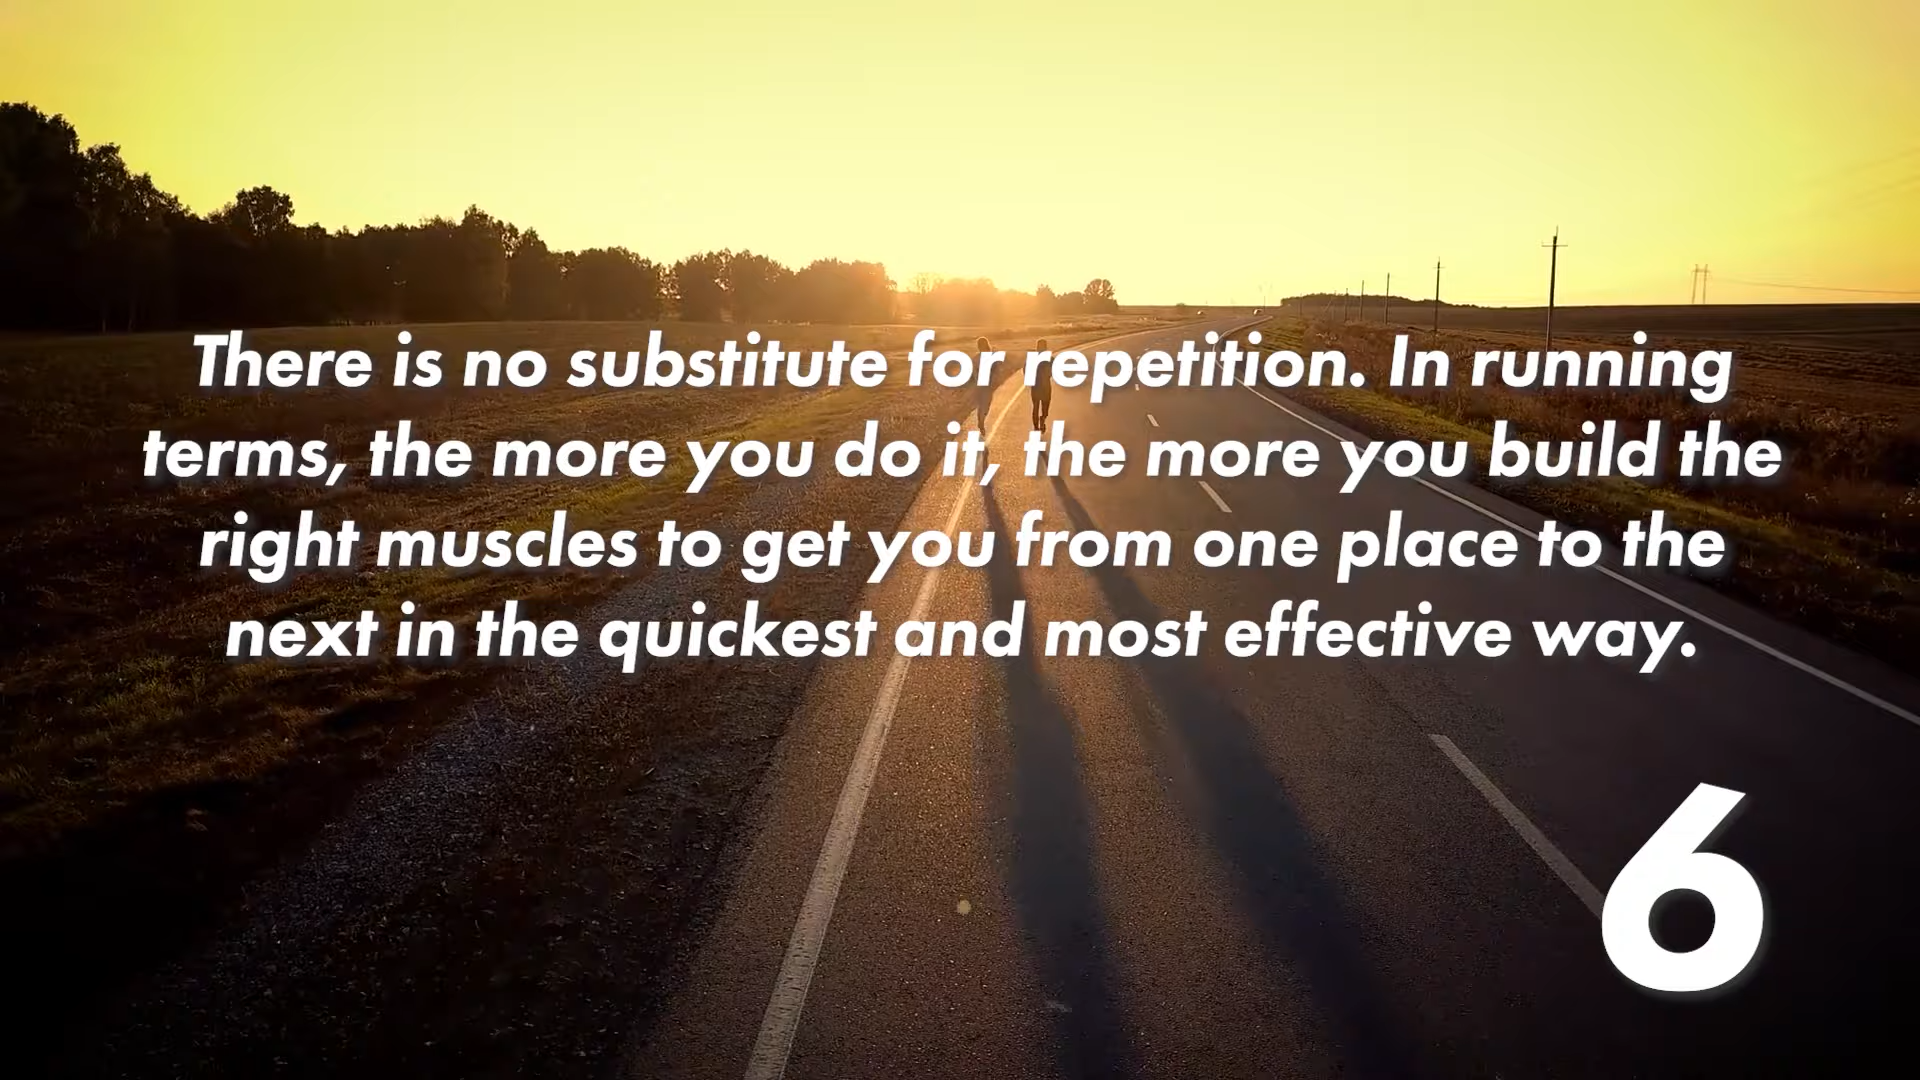 There is no substitute for repetition. In running
terms, the more you do it, the more you build the
right muscles to get you from one place to the
next in the quickest and most effective way.
6